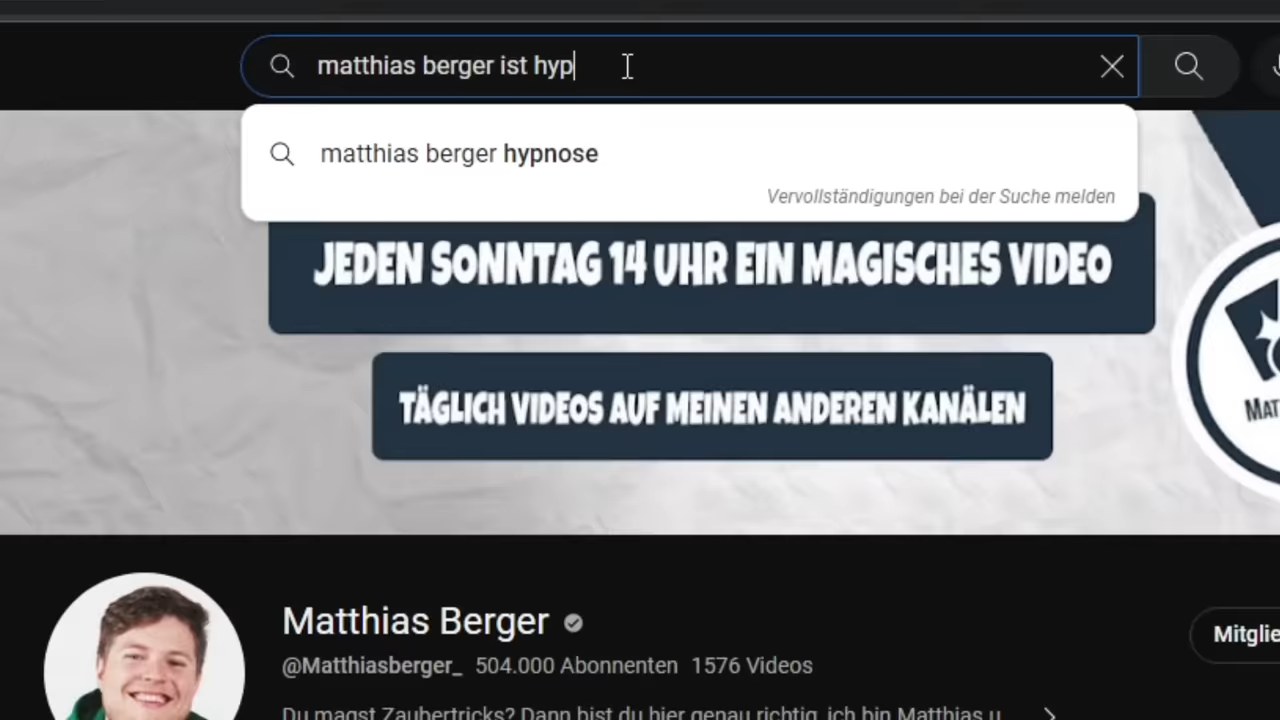 matthias berger ist hyp
matthias berger hypnose
Vervollständigungen bei der Suche melden
JEDEN SONNTAG 14 UHR EIN MAGISCHES VIDEO
TÄGLICH VIDEOS AUF MEINEN ANDEREN KANÄLEN
Matthias Berger
@Matthiasberger_ 504.000 Abonnenten 1576 Videos
Du magst Zaubertricks? Dann bist du hier genau richtig, ich bin Matthias u